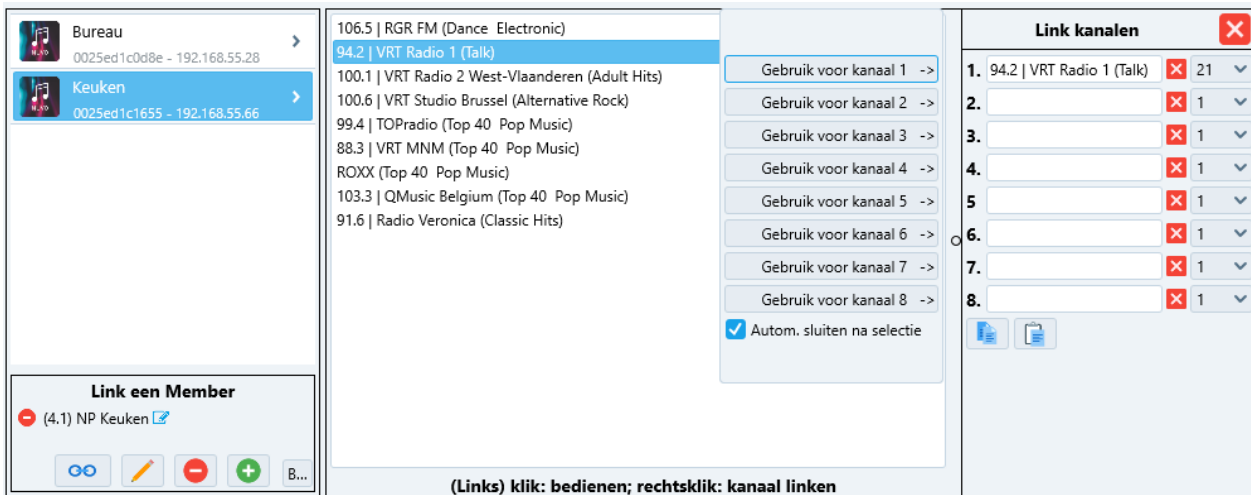 Bureau
0025ed1c0d8e - 192.168.55.28
Keuken
0025ed1c1655 - 192.168.55.66
Link een Member
(4.1) NP Keuken
B...
106.5 | RGR FM (Dance  Electronic)
94.2 | VRT Radio 1 (Talk)
100.1 | VRT Radio 2 West-Vlaanderen (Adult Hits)
100.6 | VRT Studio Brussel (Alternative Rock)
99.4 | TOPradio (Top 40  Pop Music)
88.3 | VRT MNM (Top 40  Pop Music)
ROXX (Top 40  Pop Music)
103.3 | QMusic Belgium (Top 40  Pop Music)
91.6 | Radio Veronica (Classic Hits)
Gebruik voor kanaal 1 ->
Gebruik voor kanaal 2 ->
Gebruik voor kanaal 3 ->
Gebruik voor kanaal 4 ->
Gebruik voor kanaal 5 ->
Gebruik voor kanaal 6 ->
Gebruik voor kanaal 7 ->
Gebruik voor kanaal 8 ->
Autom. sluiten na selectie
(Links) klik: bedienen; rechtsklik: kanaal linken
Link kanalen
1. 94.2 | VRT Radio 1 (Talk) 21
2. 1
3. 1
4. 1
5 1
6. 1
7. 1
8. 1